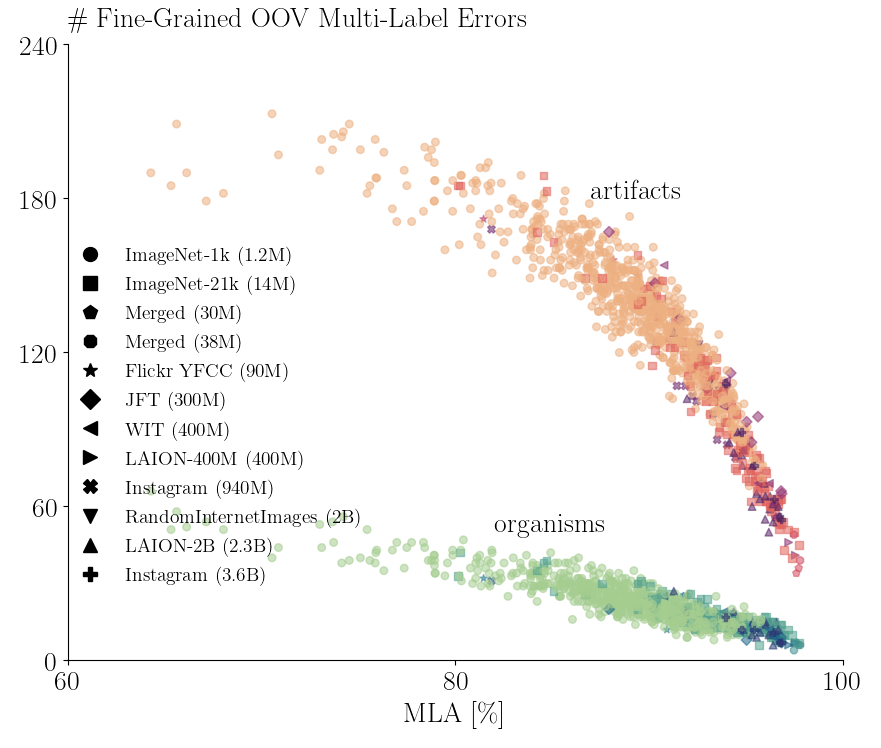 # Fine-Grained OOV Multi-Label Errors
240
artifacts
180
ImageNet-1k (1.2M)
ImageNet-21k (14M)
Merged (30M)
Merged (38M)
120
Flickr YFCC (90M)
JFT (300M)
WIT (400M)
LAION-400M (400M)
Instagram (940M)
60
RandomInternetImages (2B)
organisms
LAION-2B (2.3B)
Instagram (3.6B)
0
60 80 100
MLA [%]